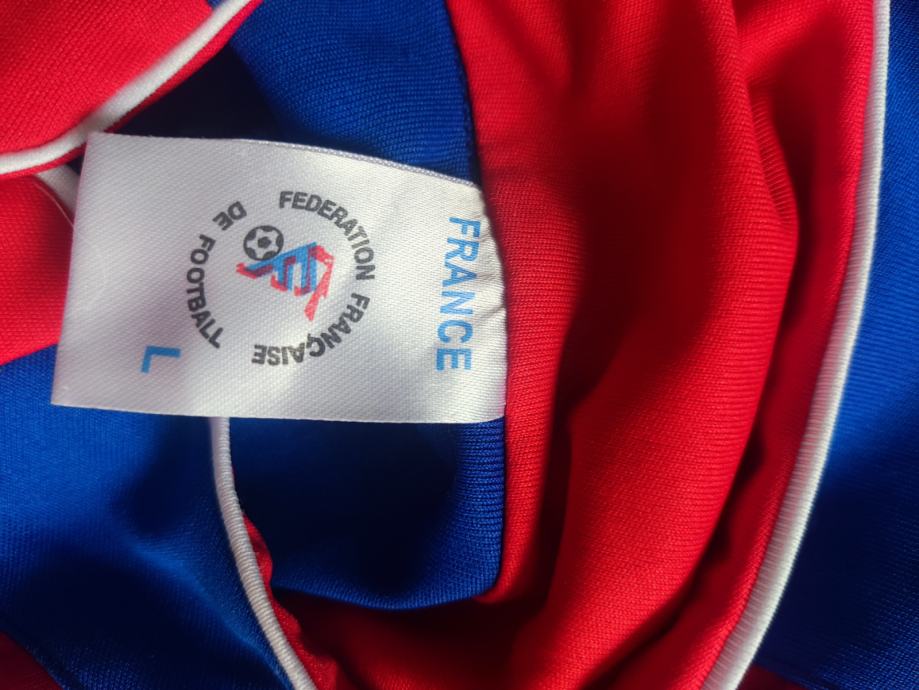 FEDERATION FRANÇAISE
DE FOOTBALL
FRANCE
L